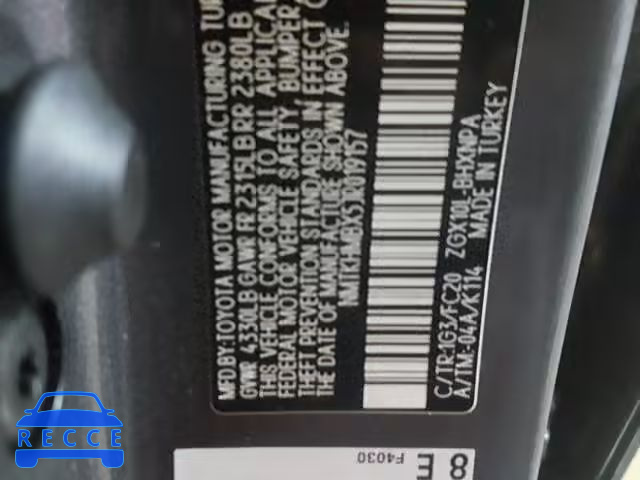 MFD.BY:TOYOTA MOTOR MANUFACTURING TUR
GVWR 4330LB GAWR FR 2315LB RR 2380LB
THIS VEHICLE CONFORMS TO ALL APPLICA
FEDERAL MOTOR VEHICLE SAFETY, BUMPER,
THEFT PREVENTION STANDARDS IN EFFECT O
THE DATE OF MANUFACTURE SHOWN ABOVE.
NMTKHMBX5JR019157
C/TR:1G3/FC20 ZGX10L-BHXNPA
A/TM:-04A/K114 MADE IN TURKEY
F4030
8
E
RECCE